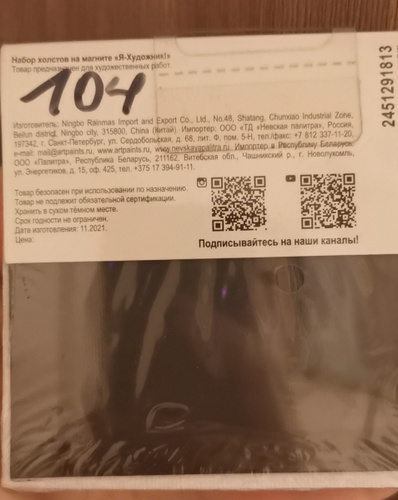 Набор холстов на магните «Я-Художник!»
Товар предназначен для художественных работ.
104
Изготовитель: Ningbo Rainmas Import and Export Co., Ltd., No.48, Shatang, Chunxiao Industrial Zone,
Beilun district, Ningbo city, 315800, China (Китай) Импортер: ООО «ТД «Невская палитра», Россия,
197342, г. Санкт-Петербург, ул. Сердобольская, д. 68, лит. Ф, пом. 5-Н, тел./факс: +7 812 337-11-20,
e-mail: mail@artpaints.ru, www.artpaints.ru, www.nevskayapalitra.ru. Импортер в Республику Беларусь:
ООО «Палитра», Республика Беларусь, 211162, Витебская обл., Чашникский р., г. Новолукомль,
ул. Энергетиков, д. 15, оф. 425, тел. +375 17 394-91-11.
Товар безопасен при использовании по назначению.
Товар не подлежит обязательной сертификации.
Хранить в сухом тёмном месте.
Срок годности не ограничен.
Дата изготовления: 11.2021.
Цена:
Подписывайтесь на наши каналы!
2451291813